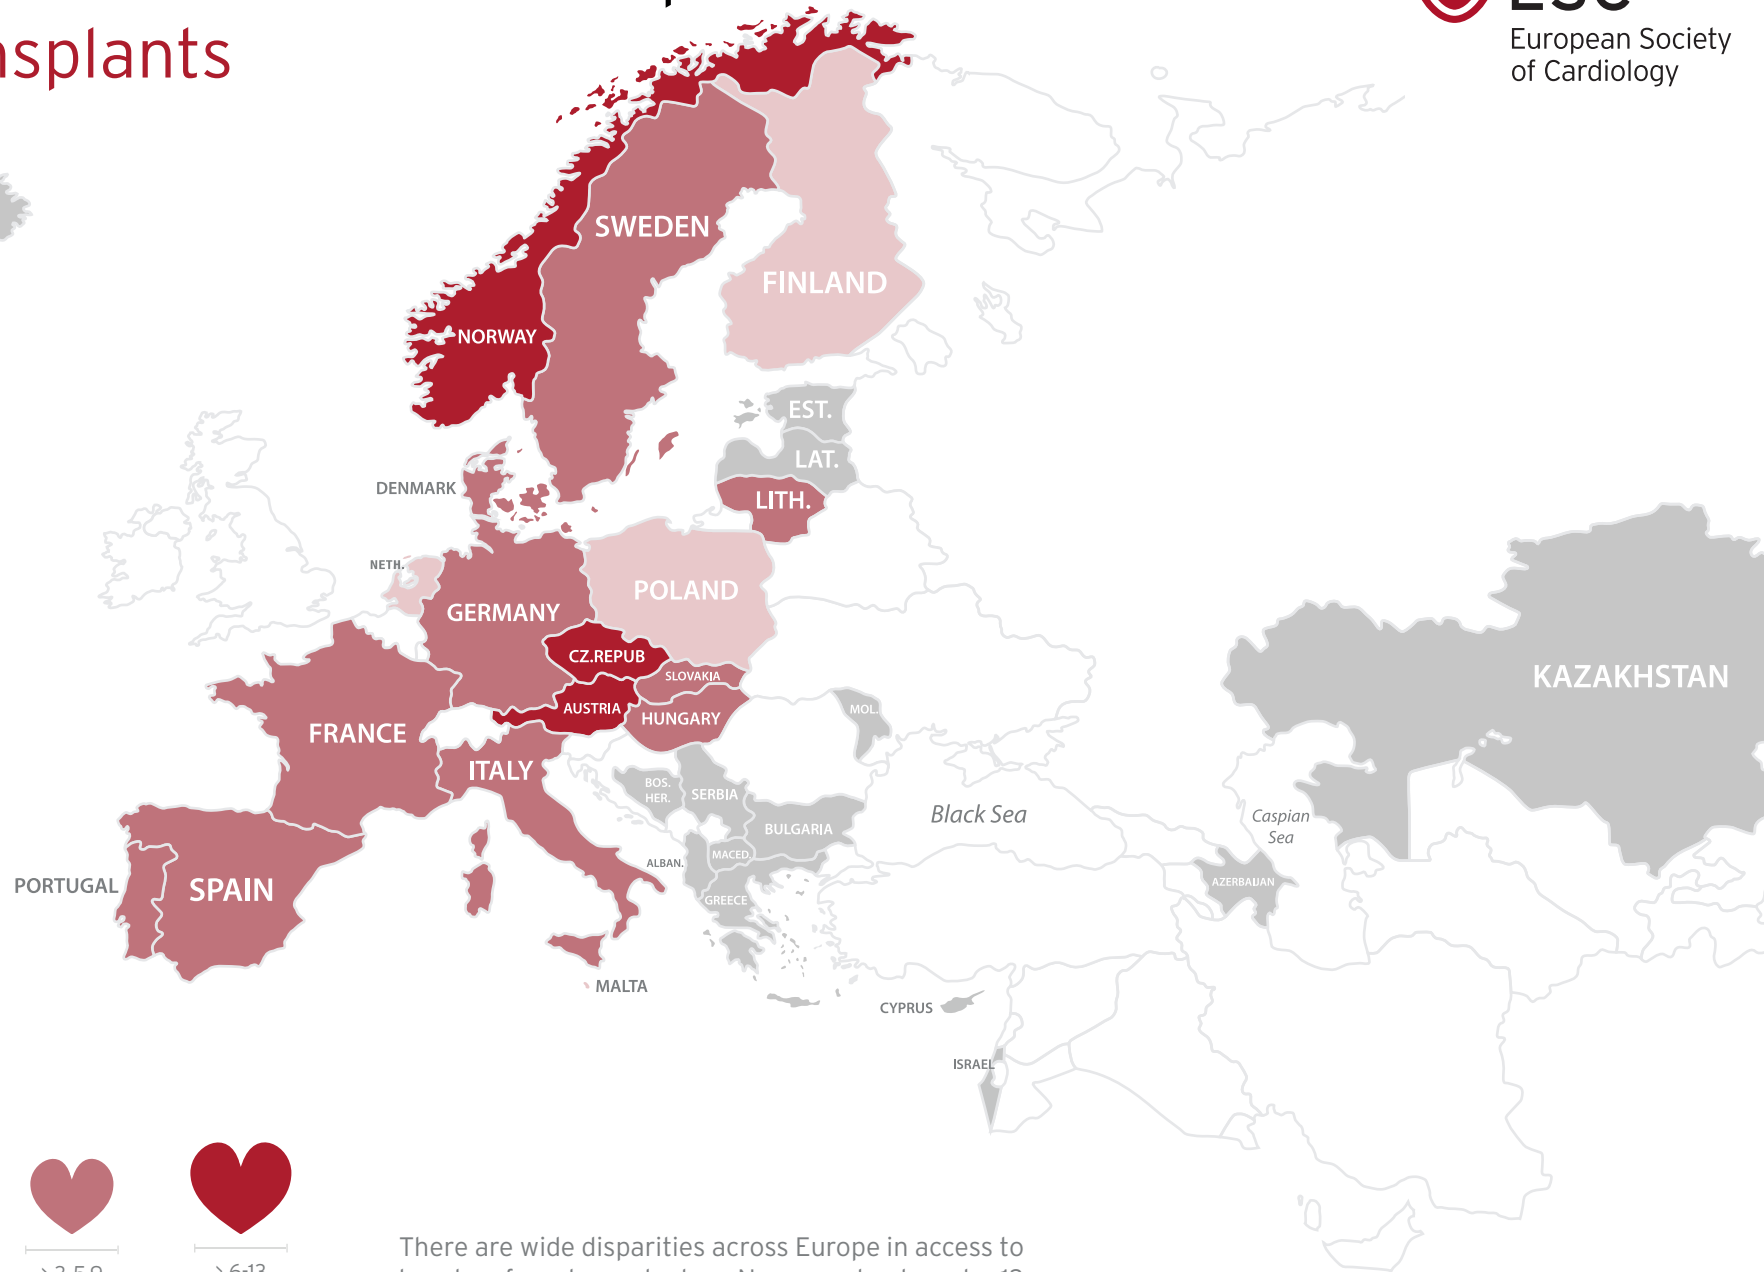 ESC
European Society
of Cardiology
nsplants
SWEDEN
FINLAND
NORWAY
EST.
LAT.
DENMARK
LITH.
NETH.
POLAND
GERMANY
CZ.REPUB
SLOVAKIA
KAZAKHSTAN
AUSTRIA
MOL.
HUNGARY
FRANCE
ITALY
BOS.
HER.
SERBIA
Black Sea
Caspian
Sea
BULGARIA
MACED.
ALBAN.
AZERBAIJAN
PORTUGAL
SPAIN
GREECE
MALTA
CYPRUS
ISRAEL
There are wide disparities across Europe in access to